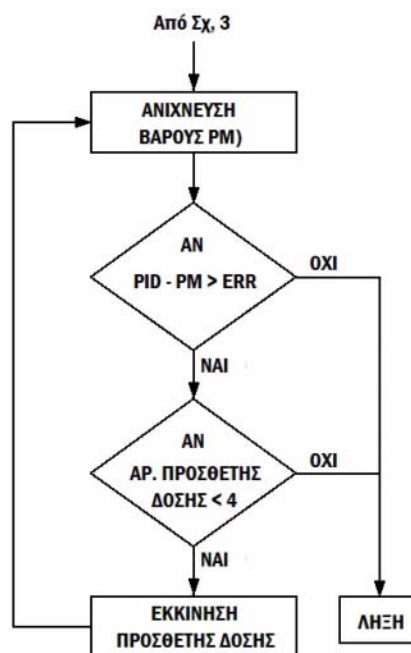 Από Σχ, 3
ΑΝΙΧΝΕΥΣΗ
ΒΑΡΟΥΣ PM)
ΑΝ
PID - PM > ERR
ΟΧΙ
ΝΑΙ
ΑΝ
ΑΡ. ΠΡΟΣΘΕΤΗΣ
ΔΟΣΗΣ < 4
ΟΧΙ
ΝΑΙ
ΕΚΚΙΝΗΣΗ
ΠΡΟΣΘΕΤΗΣ ΔΟΣΗΣ
ΛΗΞΗ